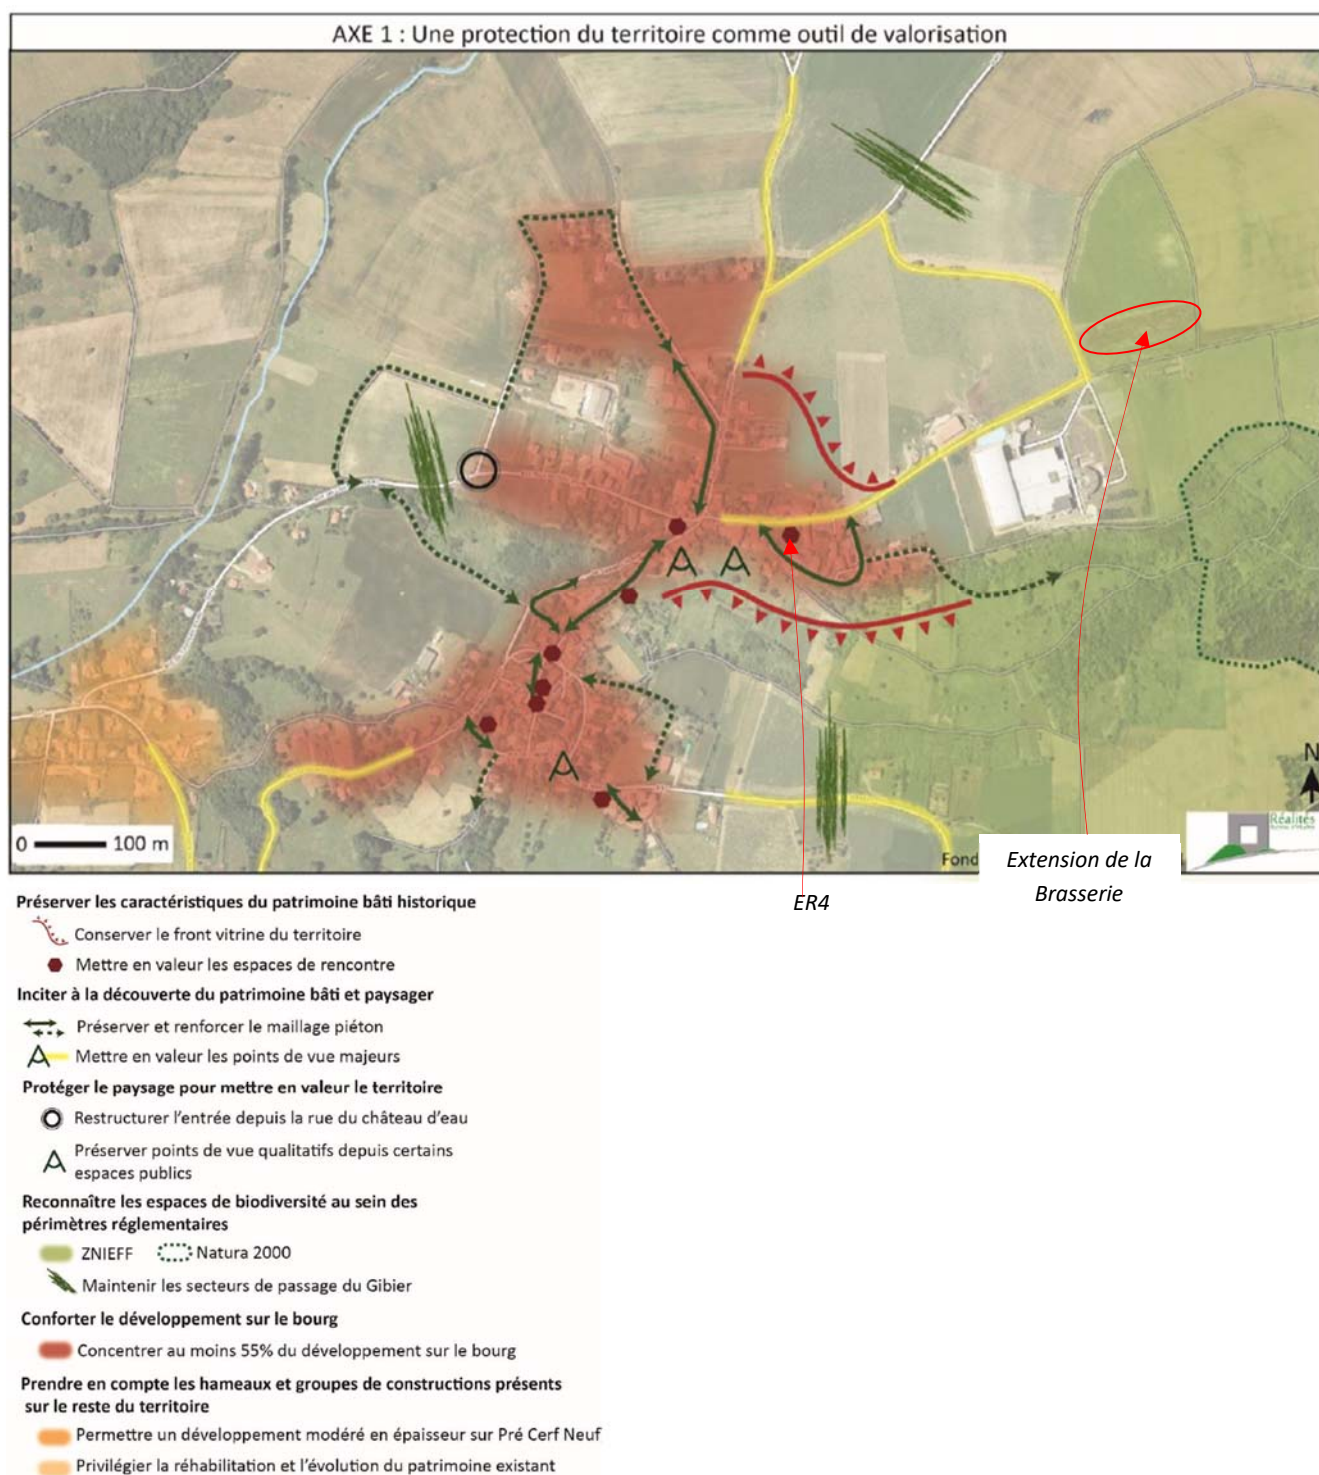 AXE 1 : Une protection du territoire comme outil de valorisation
N
0 100 m
Réalités
Fond
Extension de la
Brasserie
ER4
Préserver les caractéristiques du patrimoine bâti historique
Conserver le front vitrine du territoire
Mettre en valeur les espaces de rencontre
Inciter à la découverte du patrimoine bâti et paysager
Préserver et renforcer le maillage piéton
Mettre en valeur les points de vue majeurs
Protéger le paysage pour mettre en valeur le territoire
Restructurer l'entrée depuis la rue du château d'eau
Préserver points de vue qualitatifs depuis certains
espaces publics
Reconnaître les espaces de biodiversité au sein des
périmètres réglementaires
ZNIEFF Natura 2000
Maintenir les secteurs de passage du Gibier
Conforter le développement sur le bourg
Concentrer au moins 55% du développement sur le bourg
Prendre en compte les hameaux et groupes de constructions présents
sur le reste du territoire
Permettre un développement modéré en épaisseur sur Pré Cerf Neuf
Privilégier la réhabilitation et l'évolution du patrimoine existant